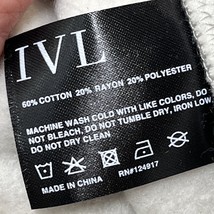 IVL
60% COTTON 20% RAYON 20% POLYESTER
MACHINE WASH COLD WITH LIKE COLORS, DO
NOT BLEACH, DO NOT TUMBLE DRY, IRON LOW,
DO NOT DRY CLEAN
MADE IN CHINA RN#124917